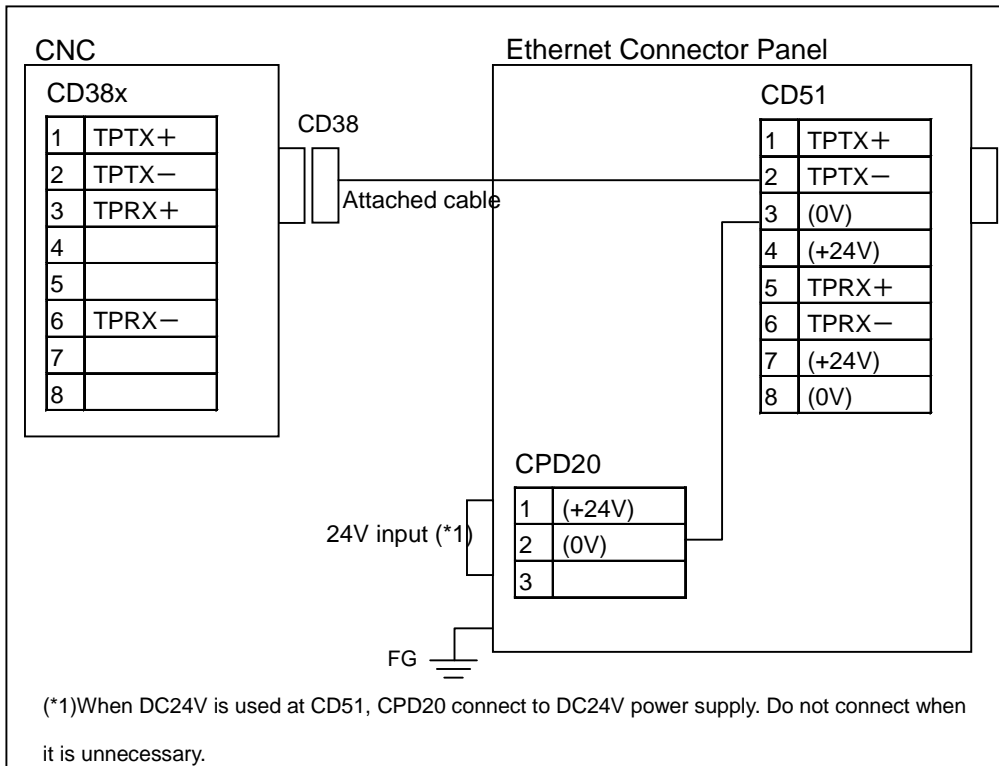 CNC
Ethernet Connector Panel
CD38x
1 TPTX+
2 TPTX−
3 TPRX+
4
5
6 TPRX−
7
8
CD38
Attached cable
CD51
1 TPTX+
2 TPTX−
3 (0V)
4 (+24V)
5 TPRX+
6 TPRX−
7 (+24V)
8 (0V)
CPD20
1 (+24V)
2 (0V)
3
24V input (*1)
FG
(*1)When DC24V is used at CD51, CPD20 connect to DC24V power supply. Do not connect when
it is unnecessary.